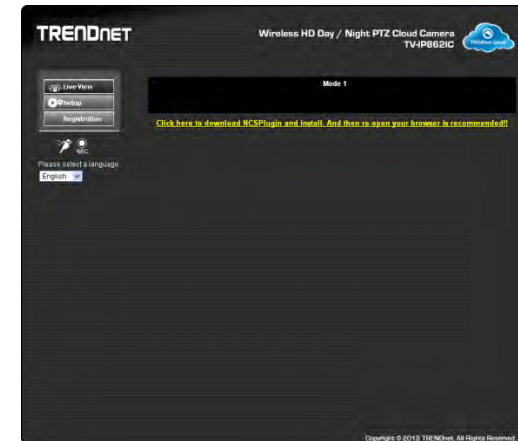 TRENDnet
Wireless HD Day / Night PTZ Cloud Camera
TV-IP862IC
TRENDnet Cloud
Live View
Setup
Registration
REC
Please select a language.
English
Mode 1
Click here to download NCSPlugin and install. And then re-open your browser is recommended!!
Copyright © 2013 TRENDnet. All Rights Reserved.